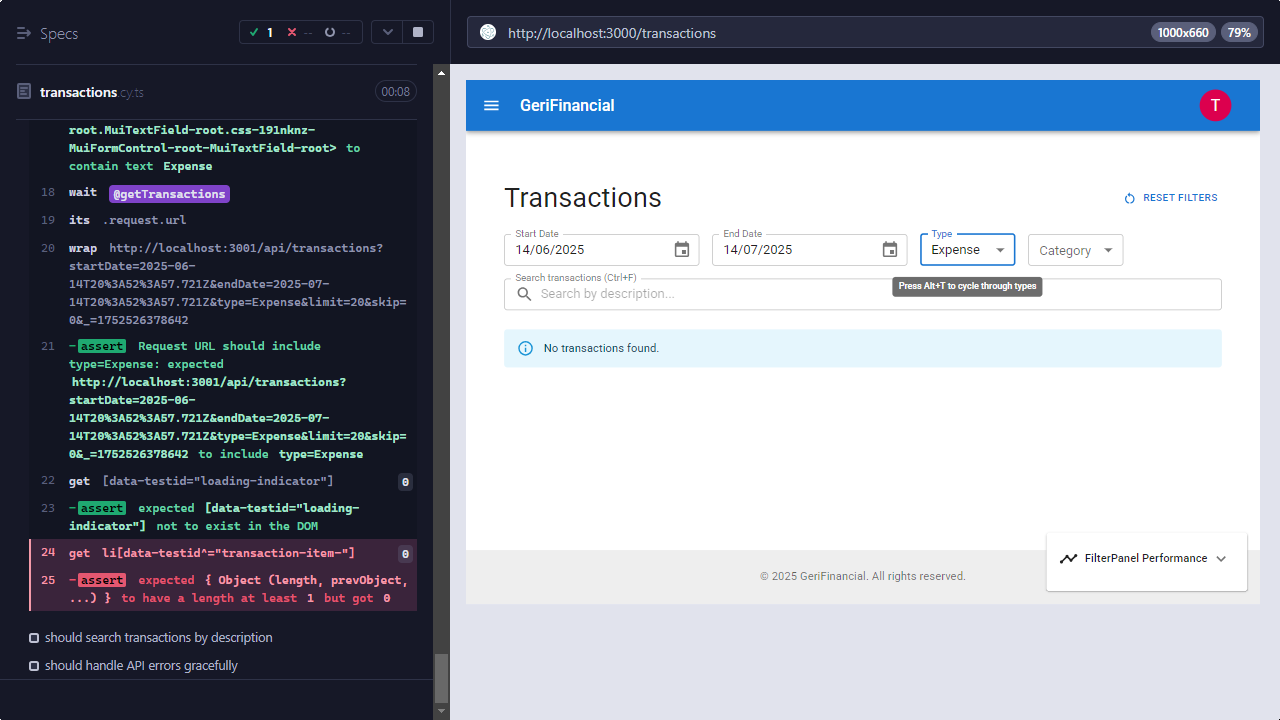 Specs
1
--
--
transactions.cy.ts
00:08
root.MuiTextField-root.css-191nknz-
MuiFormControl-root-MuiTextField-root> to
contain text Expense
18 wait @getTransactions
19 its .request.url
20 wrap http://localhost:3001/api/transactions?
startDate=2025-06-
14T20%3A52%3A57.721Z&endDate=2025-07-
14T20%3A52%3A57.721Z&type=Expense&limit=20&skip=
0&_=1752526378642
21 -assert Request URL should include
type=Expense: expected
http://localhost:3001/api/transactions?
startDate=2025-06-
14T20%3A52%3A57.721Z&endDate=2025-07-
14T20%3A52%3A57.721Z&type=Expense&limit=20&skip=
0&_=1752526378642 to include type=Expense
22 get [data-testid="loading-indicator"] 0
23 -assert expected [data-testid="loading-
indicator"] not to exist in the DOM
24 get li[data-testid^="transaction-item-"] 0
25 -assert expected { Object (length, prevObject,
...) } to have a length at least 1 but got 0
should search transactions by description
should handle API errors gracefully
http://localhost:3000/transactions
1000x660
79%
GeriFinancial
T
Transactions
RESET FILTERS
Start Date
14/06/2025
End Date
14/07/2025
Type
Expense
Category
Search transactions (Ctrl+F)
Search by description...
Press Alt+T to cycle through types
No transactions found.
FilterPanel Performance
© 2025 GeriFinancial. All rights reserved.